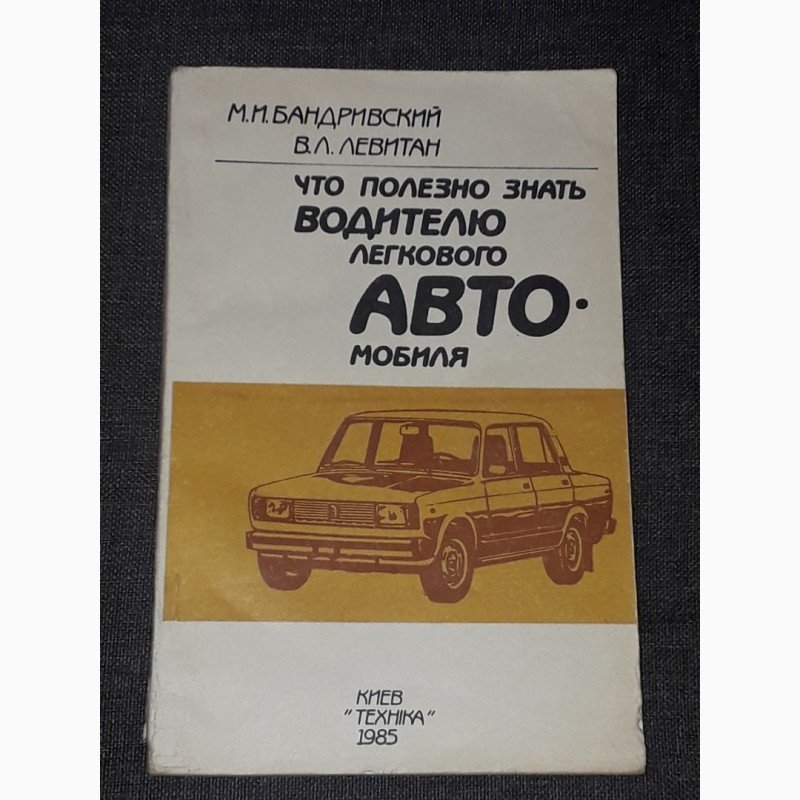 М.И.БАНДРИВСКИЙ
В.Л.ЛЕВИТАН
ЧТО ПОЛЕЗНО ЗНАТЬ
ВОДИТЕЛЮ
ЛЕГКОВОГО
АВТО·
МОБИЛЯ
КИЕВ
"ТЕХНІКА"
1985